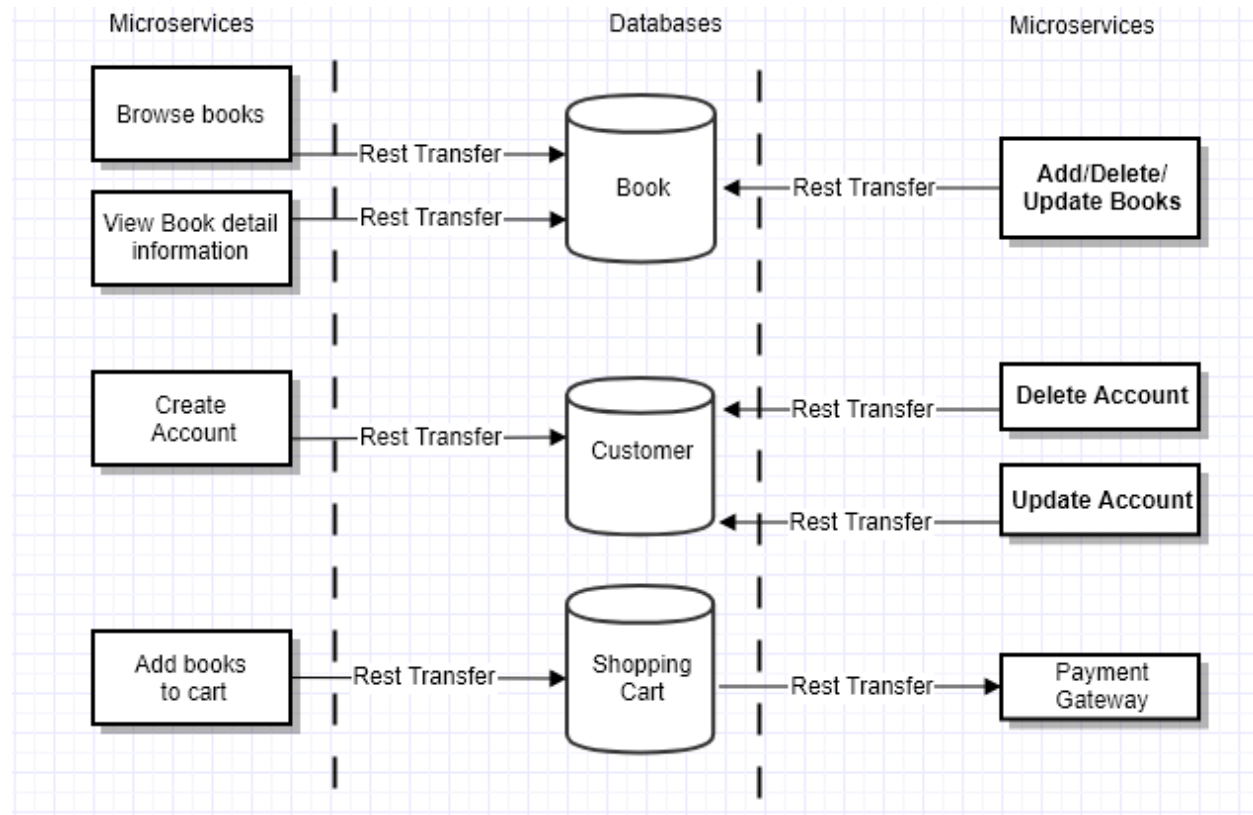 Microservices
Databases
Microservices
Browse books
Rest Transfer
View Book detail
information
Rest Transfer
Book
Rest Transfer
Add/Delete/
Update Books
Create
Account
Rest Transfer
Customer
Rest Transfer
Delete Account
Rest Transfer
Update Account
Add books
to cart
Rest Transfer
Shopping
Cart
Rest Transfer
Payment
Gateway